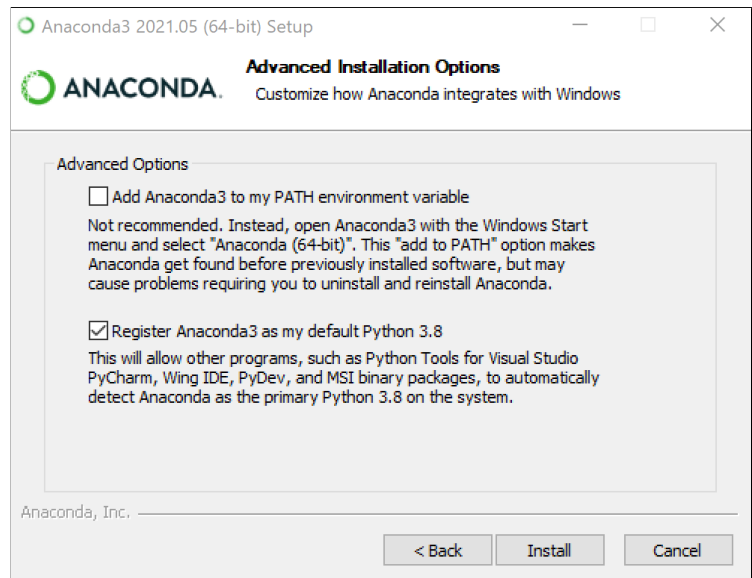 Anaconda3 2021.05 (64-bit) Setup
ANACONDA.
Advanced Installation Options
Customize how Anaconda integrates with Windows
Advanced Options
Add Anaconda3 to my PATH environment variable
Not recommended. Instead, open Anaconda3 with the Windows Start
menu and select "Anaconda (64-bit)". This "add to PATH" option makes
Anaconda get found before previously installed software, but may
cause problems requiring you to uninstall and reinstall Anaconda.
Register Anaconda3 as my default Python 3.8
This will allow other programs, such as Python Tools for Visual Studio
PyCharm, Wing IDE, PyDev, and MSI binary packages, to automatically
detect Anaconda as the primary Python 3.8 on the system.
Anaconda, Inc.
< Back
Install
Cancel